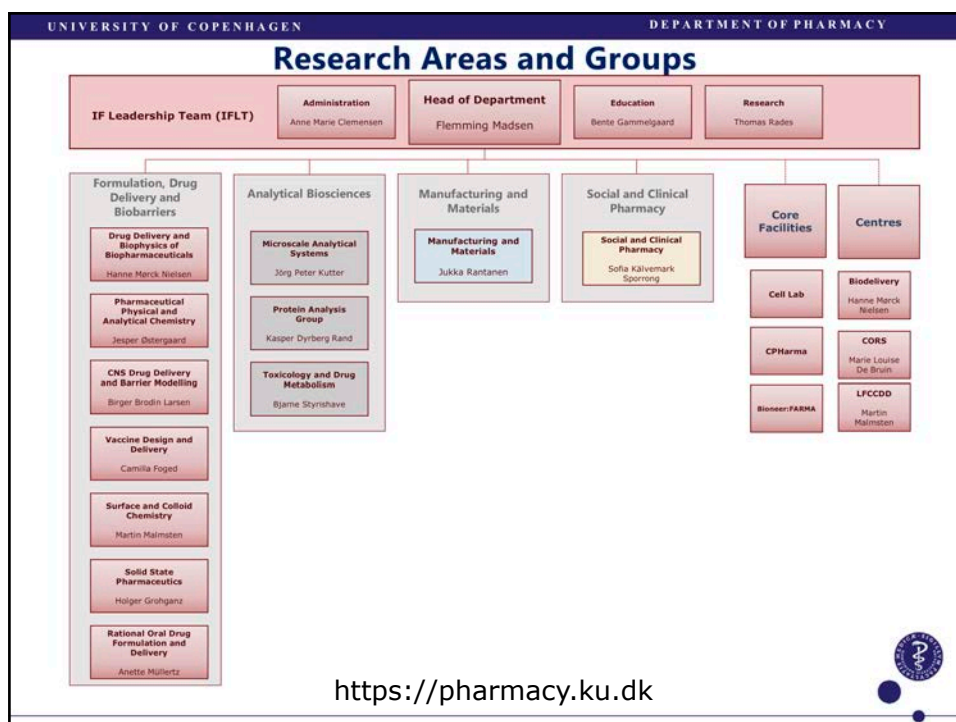 UNIVERSITY OF COPENHAGEN
DEPARTMENT OF PHARMACY
Research Areas and Groups
IF Leadership Team (IFLT)
Administration
Anne Marie Clemensen
Head of Department
Flemming Madsen
Education
Bente Gammelgaard
Research
Thomas Rades
Formulation, Drug
Delivery and
Biobarriers
Drug Delivery and
Biophysics of
Biopharmaceuticals
Hanne Mørck Nielsen
Pharmaceutical
Physical and
Analytical Chemistry
Jesper Østergaard
CNS Drug Delivery
and Barrier Modelling
Birger Brodin Larsen
Vaccine Design and
Delivery
Camilla Foged
Surface and Colloid
Chemistry
Martin Malmsten
Solid State
Pharmaceutics
Holger Grohganz
Rational Oral Drug
Formulation and
Delivery
Anette Müllertz
Analytical Biosciences
Microscale Analytical
Systems
Jörg Peter Kutter
Protein Analysis
Group
Kasper Dyrberg Rand
Toxicology and Drug
Metabolism
Bjarne Styrishave
Manufacturing and
Materials
Manufacturing and
Materials
Jukka Rantanen
Social and Clinical
Pharmacy
Social and Clinical
Pharmacy
Sofia Kälvemark
Sporrong
Core
Facilities
Cell Lab
CPHarma
Bioneer:FARMA
Centres
Biodelivery
Hanne Mørck
Nielsen
CORS
Marie Louise
De Bruin
LFCCDD
Martin
Malmsten
https://pharmacy.ku.dk